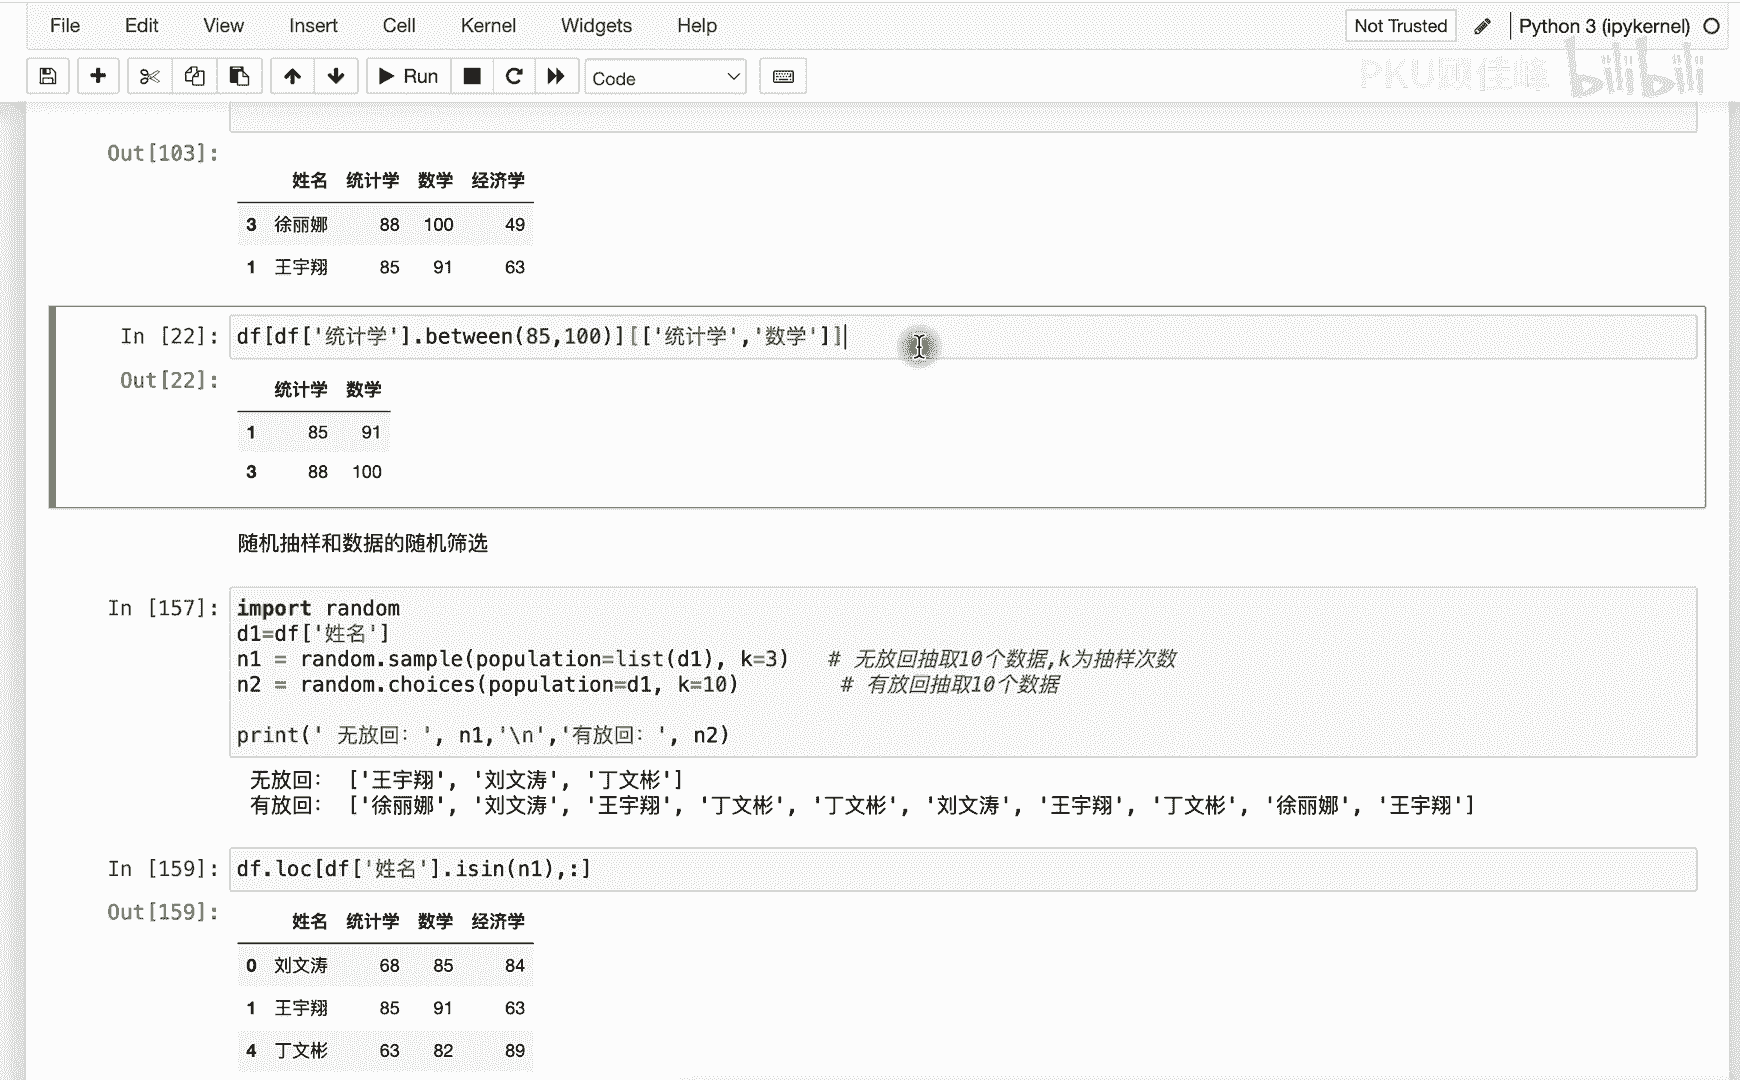 File Edit View Insert Cell Kernel Widgets Help Not Trusted Python 3 (ipykernel)
Run Code PKU顾佳峰 bilibili
Out[103]:
姓名 统计学 数学 经济学
3 徐丽娜 88 100 49
1 王宇翔 85 91 63
In [22]: df[df['统计学'].between(85,100)][['统计学','数学']]
Out[22]:
统计学 数学
1 85 91
3 88 100
随机抽样和数据的随机筛选
In [157]: import random
d1=df['姓名']
n1 = random.sample(population=list(d1), k=3) # 无放回抽取10个数据,k为抽样次数
n2 = random.choices(population=d1, k=10) # 有放回抽取10个数据
print(' 无放回: ', n1,'\n','有放回: ', n2)
无放回: ['王宇翔', '刘文涛', '丁文彬']
有放回: ['徐丽娜', '刘文涛', '王宇翔', '丁文彬', '丁文彬', '刘文涛', '王宇翔', '丁文彬', '徐丽娜', '王宇翔']
In [159]: df.loc[df['姓名'].isin(n1),:]
Out[159]:
姓名 统计学 数学 经济学
0 刘文涛 68 85 84
1 王宇翔 85 91 63
4 丁文彬 63 82 89